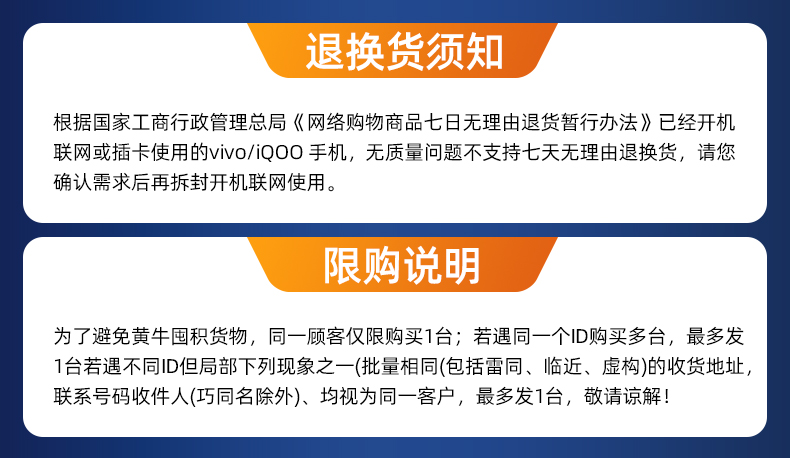 退换货须知
根据国家工商行政管理总局《网络购物商品七日无理由退货暂行办法》已经开机
联网或插卡使用的vivo/iQOO 手机，无质量问题不支持七天无理由退换货，请您
确认需求后再拆封开机联网使用。
限购说明
为了避免黄牛囤积货物，同一顾客仅限购买1台；若遇同一个ID购买多台，最多发
1台若遇不同ID但局部下列现象之一(批量相同(包括雷同、临近、虚构)的收货地址，
联系号码收件人(巧同名除外)、均视为同一客户，最多发1台，敬请谅解！